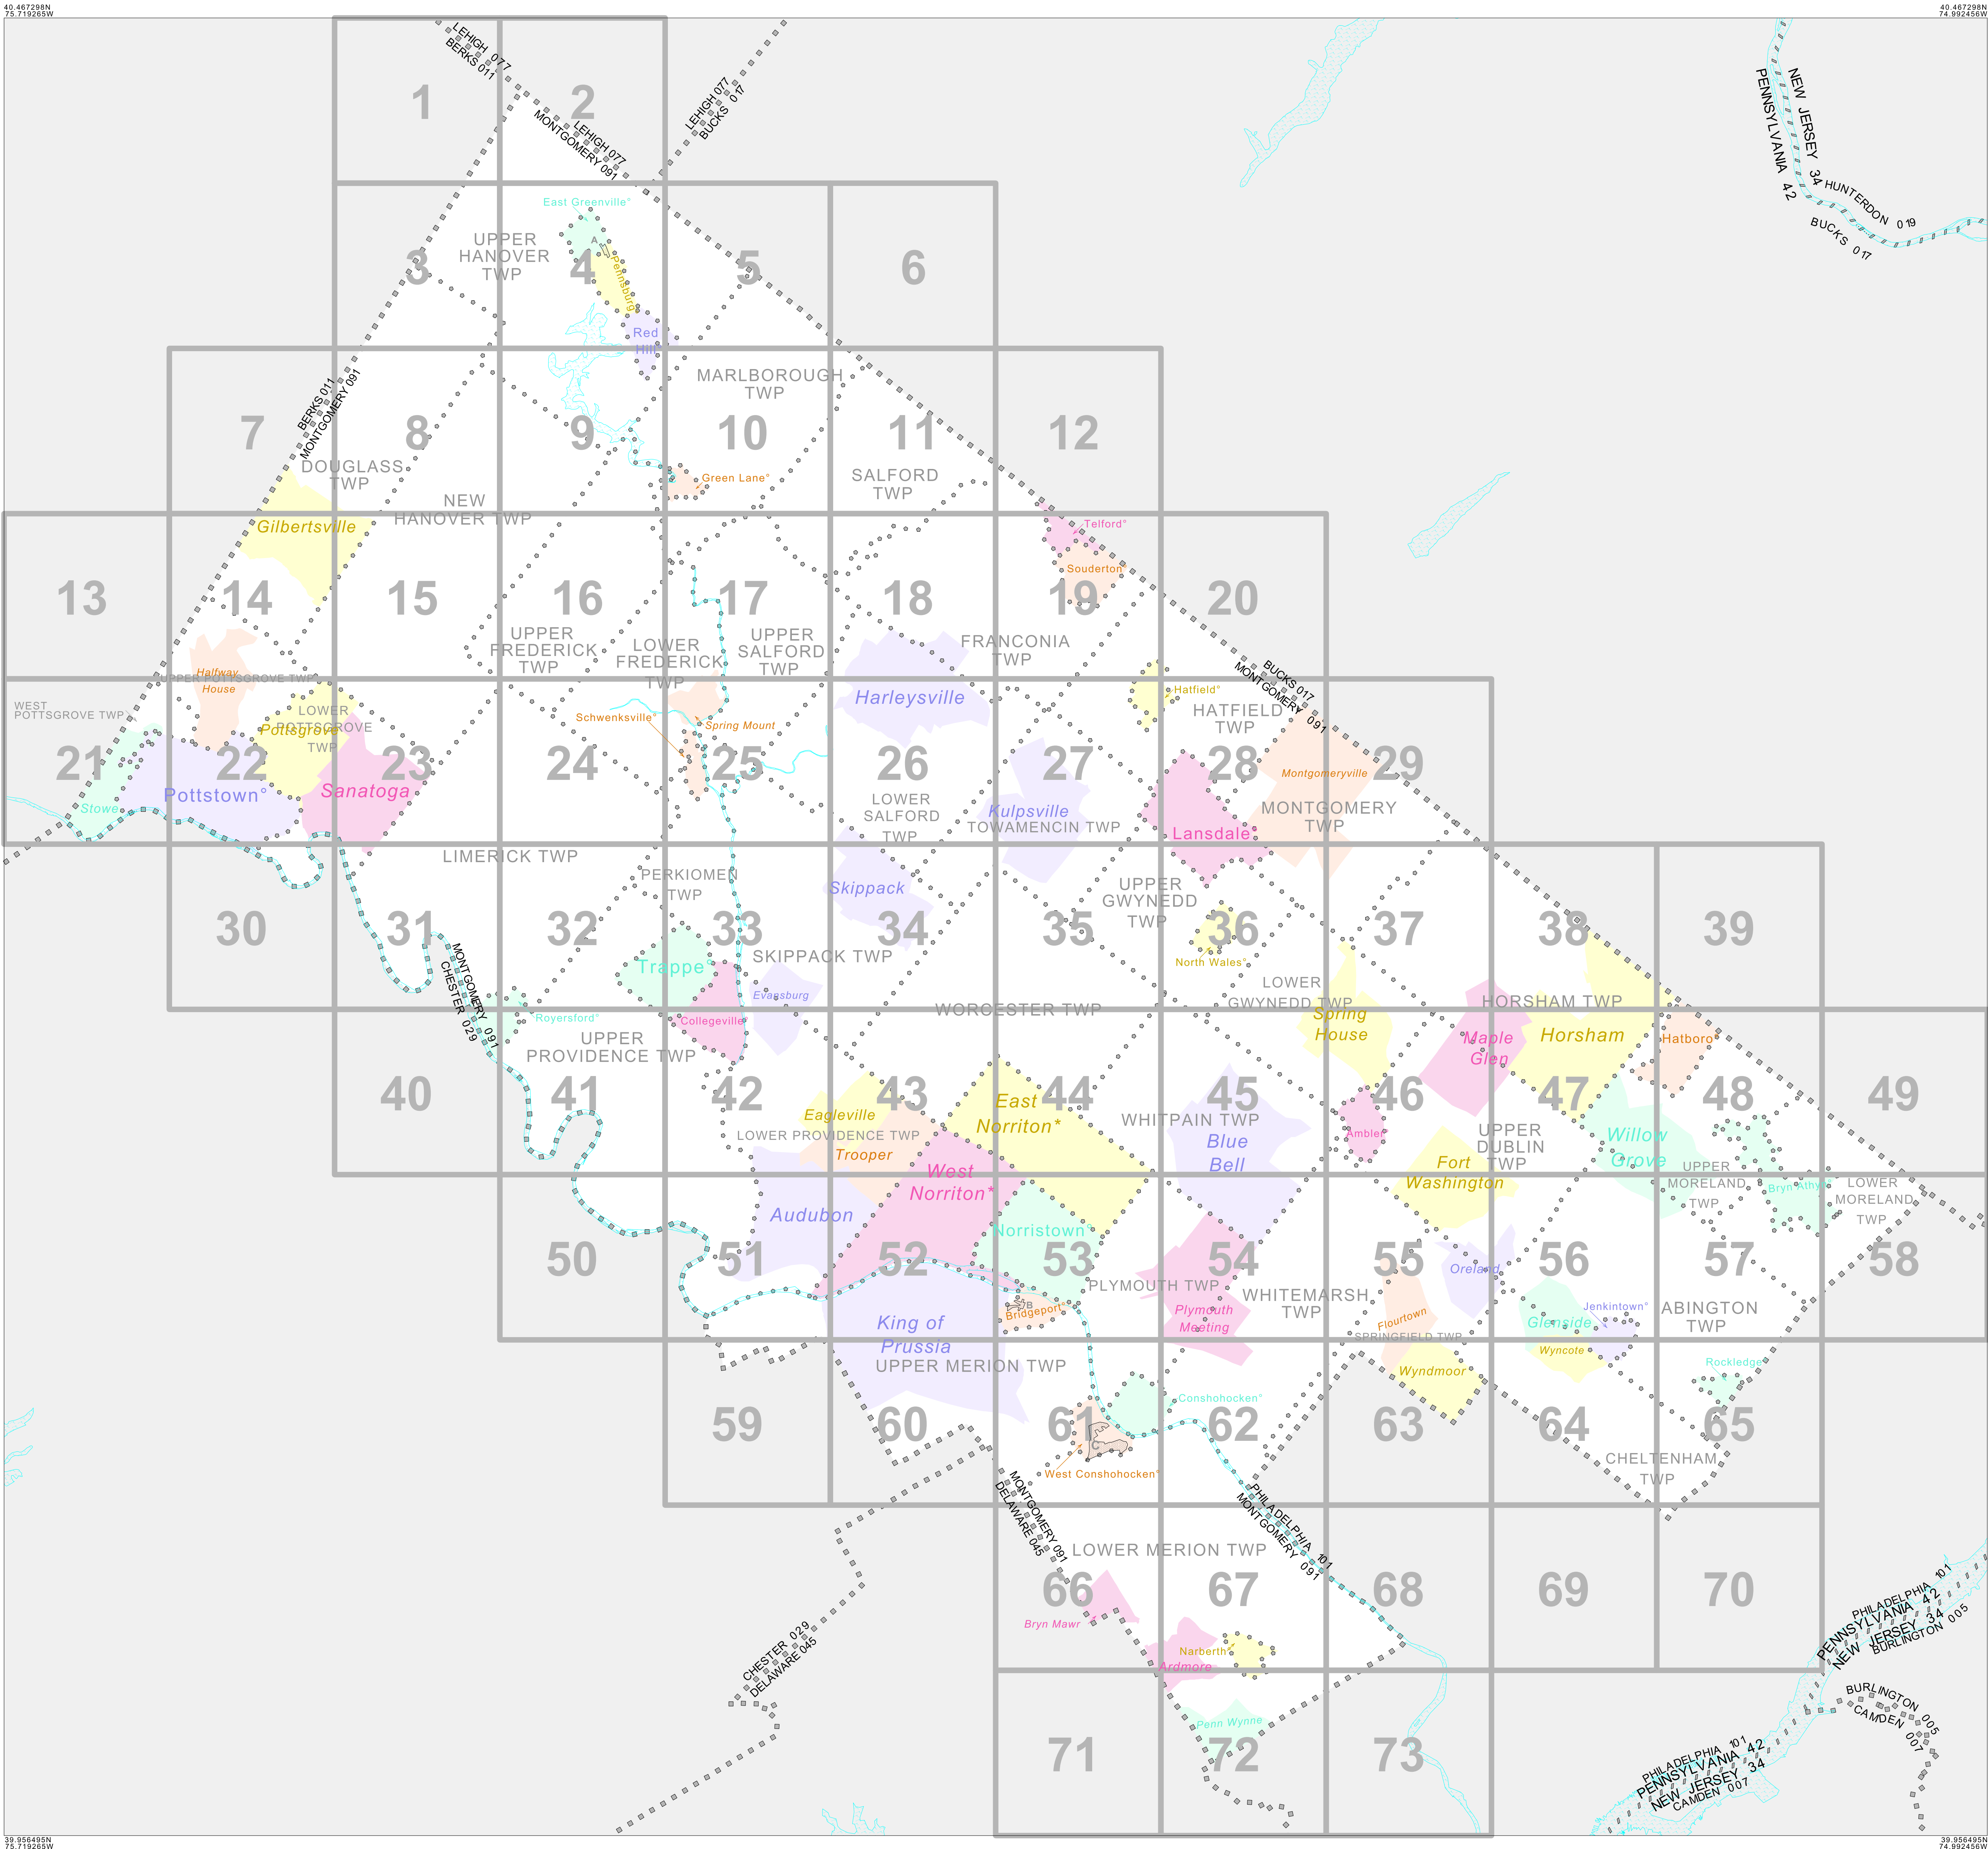 40.467298N
75.719265W
40.467298N
74.992456W
LEHIGH 077
BERKS 011
1
2
LEHIGH 077
BUCKS 017
LEHIGH 077
MONTGOMERY 091
NEW JERSEY 34
PENNSYLVANIA 42
HUNTERDON 019
BUCKS 017
East Greenville°
UPPER
HANOVER
TWP
A
3
4
5
6
Pennsburg
Red
Hill°
BERKS 011
MONTGOMERY 091
MARLBOROUGH
TWP
7
8
9
10
11
12
DOUGLASS
TWP
Green Lane°
SALFORD
TWP
NEW
HANOVER TWP
Gilbertsville
Telford°
Souderton°
13
14
15
16
17
18
19
20
UPPER
FREDERICK
TWP
LOWER
FREDERICK
TWP
UPPER
SALFORD
TWP
FRANCONIA
TWP
Halfway
House
UPPER POTTSGROVE TWP
BUCKS 017
MONTGOMERY 091
WEST
POTTSGROVE TWP
LOWER
POTTSGROVE
TWP
Pottsgrove
Schwenksville°
Spring Mount
Harleysville
Hatfield°
HATFIELD
TWP
21
22
23
24
25
26
27
28
29
Montgomeryville
Stowe
Pottstown°
Sanatoga
LOWER
SALFORD
TWP
Kulpsville
TOWAMENCIN TWP
Lansdale°
MONTGOMERY
TWP
LIMERICK TWP
PERKIOMEN
TWP
Skippack
UPPER
GWYNEDD
TWP
30
31
32
33
34
35
36
37
38
39
MONTGOMERY 091
CHESTER 029
Trappe°
SKIPPACK TWP
North Wales°
Evansburg
LOWER
GWYNEDD TWP
HORSHAM TWP
WORCESTER TWP
Royersford°
Collegeville°
Spring
House
UPPER
PROVIDENCE TWP
Maple
Glen
Horsham
Hatboro°
40
41
42
43
44
45
46
47
48
49
Eagleville
East
Norriton*
LOWER PROVIDENCE TWP
Trooper
WHITPAIN TWP
Blue
Bell
Ambler°
UPPER
DUBLIN
TWP
Willow
Grove
West
Norriton*
Fort
Washington
UPPER
MORELAND
TWP
Bryn Athyn°
LOWER
MORELAND
TWP
Audubon
Norristown°
50
51
52
53
54
55
56
57
58
Oreland
PLYMOUTH TWP
WHITEMARSH
TWP
B
Bridgeport°
King of
Prussia
Plymouth
Meeting
Flourtown
SPRINGFIELD TWP
Glenside
Jenkintown°
ABINGTON
TWP
Wyncote
UPPER MERION TWP
Wyndmoor
Rockledge°
Conshohocken°
59
60
61
62
63
64
65
C
West Conshohocken°
CHELTENHAM
TWP
MONTGOMERY 091
DELAWARE 045
PHILADELPHIA 101
MONTGOMERY 091
LOWER MERION TWP
66
67
68
69
70
Bryn Mawr
Narberth°
Ardmore
CHESTER 029
DELAWARE 045
PHILADELPHIA 101
PENNSYLVANIA 42
NEW JERSEY 34
BURLINGTON 005
Penn Wynne
71
72
73
BURLINGTON 005
CAMDEN 007
PHILADELPHIA 101
PENNSYLVANIA 42
NEW JERSEY 34
CAMDEN 007
39.956495N
75.719265W
39.956495N
74.992456W